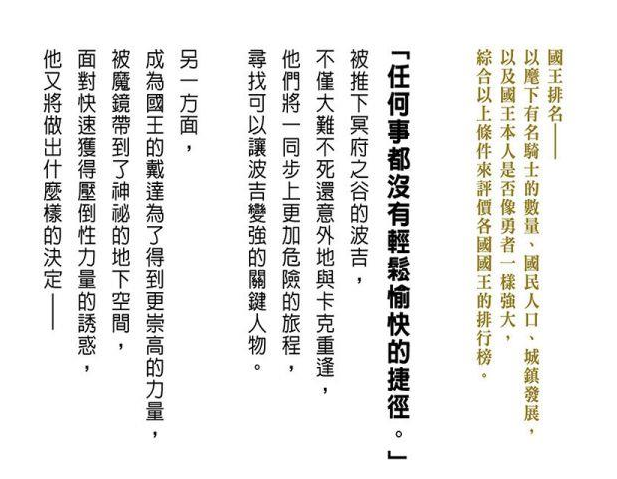 國王排名——
以麾下有名騎士的數量、國民人口、城鎮發展，
以及國王本人是否像勇者一樣強大，
綜合以上條件來評價各國國王的排行榜。
「任何事都沒有輕鬆愉快的捷徑。」
被推下冥府之谷的波吉，
不僅大難不死還意外地與卡克重逢，
他們將一同步上更加危險的旅程，
尋找可以讓波吉變強的關鍵人物。
另一方面，
成為國王的戴達為了得到更崇高的力量，
被魔鏡帶到了神祕的地下空間，
面對快速獲得壓倒性力量的誘惑，
他又將做出什麼樣的決定——